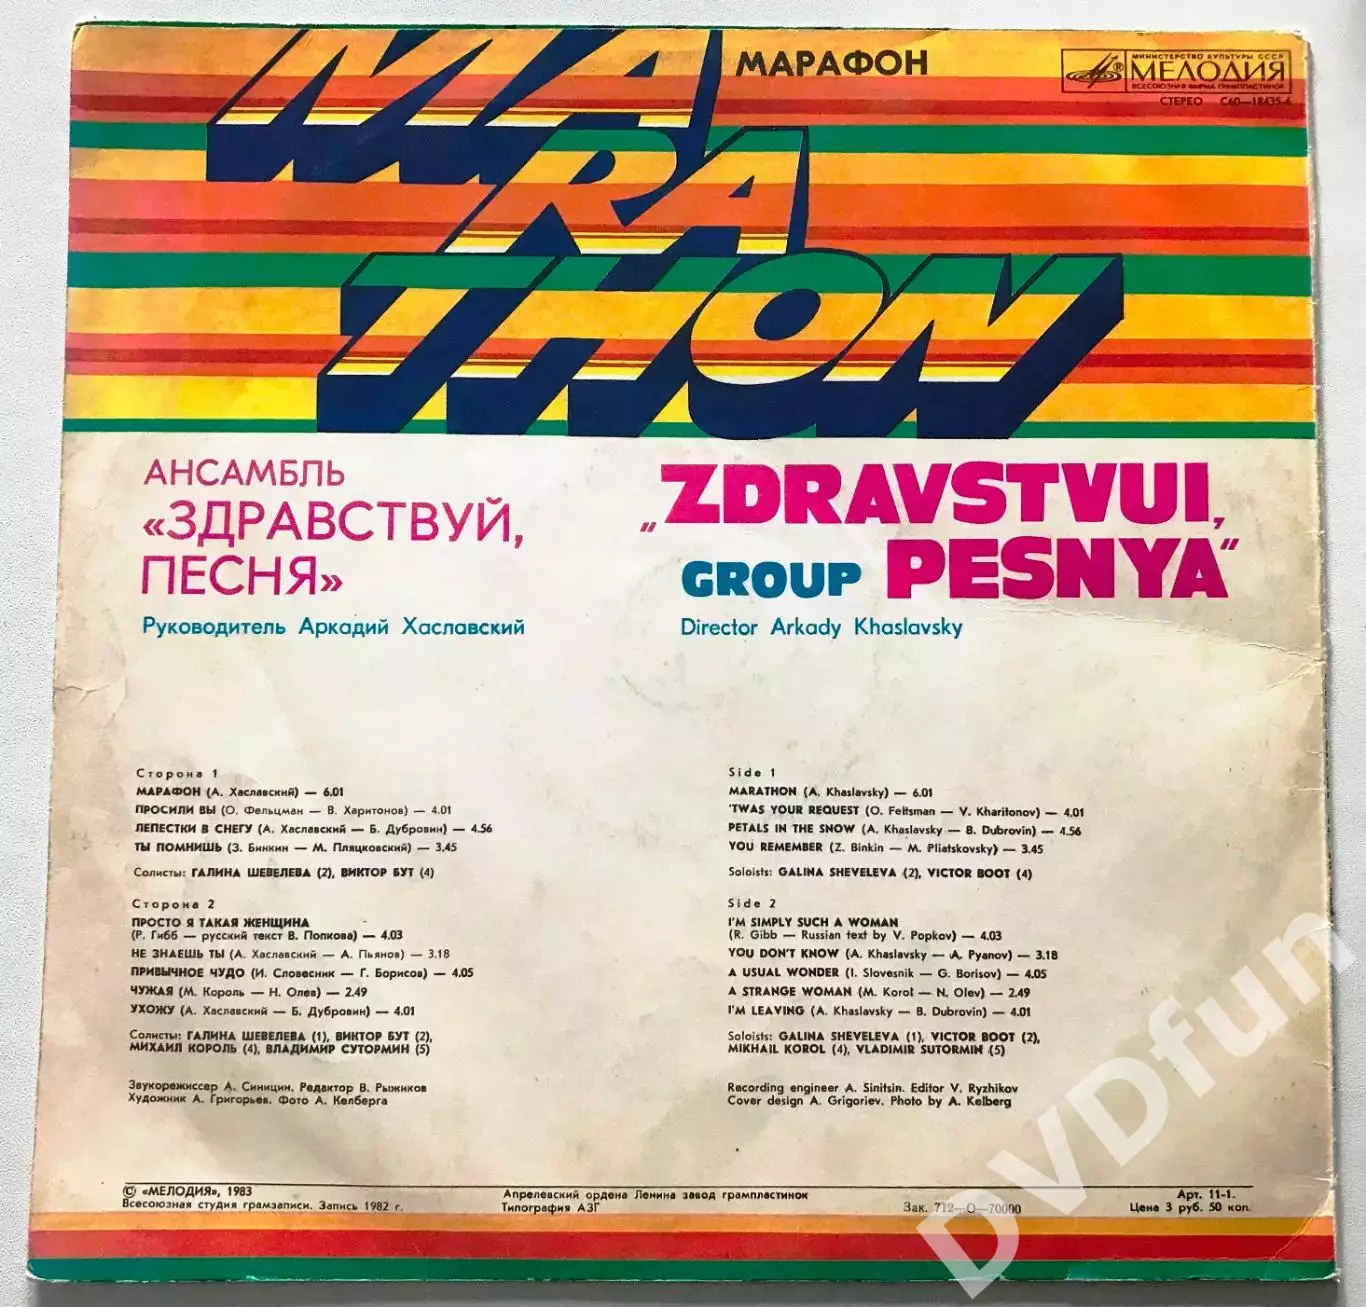 MA
RA
THON
МАРАФОН
МИНИСТЕРСТВО КУЛЬТУРЫ СССР
® МЕЛОДИЯ
ВСЕСОЮЗНАЯ ФИРМА ГРАМПЛАСТИНОК
СТЕРЕО С60—18435-6
АНСАМБЛЬ
«ЗДРАВСТВУЙ,
ПЕСНЯ»
Руководитель Аркадий Хаславский
„ZDRAVSTVUI,
GROUP PESNYA“
Director Arkady Khaslavsky
Сторона 1
МАРАФОН (А. Хаславский) — 6.01
ПРОСИЛИ ВЫ (О. Фельцман — В. Харитонов) — 4.01
ЛЕПЕСТКИ В СНЕГУ (А. Хаславский — Б. Дубровин) — 4.56
ТЫ ПОМНИШЬ (З. Бинкин — М. Пляцковский) — 3.45
Солисты: ГАЛИНА ШЕВЕЛЕВА (2), ВИКТОР БУТ (4)
Сторона 2
ПРОСТО Я ТАКАЯ ЖЕНЩИНА
(Р. Гибб — русский текст В. Попкова) — 4.03
НЕ ЗНАЕШЬ ТЫ (А. Хаславский — А. Пьянов) — 3.18
ПРИВЫЧНОЕ ЧУДО (И. Словесник — Г. Борисов) — 4.05
ЧУЖАЯ (М. Король — Н. Олев) — 2.49
УХОЖУ (А. Хаславский — Б. Дубровин) — 4.01
Солисты: ГАЛИНА ШЕВЕЛЕВА (1), ВИКТОР БУТ (2),
МИХАИЛ КОРОЛЬ (4), ВЛАДИМИР СУТОРМИН (5)
Звукорежиссер А. Синицин. Редактор В. Рыжиков
Художник А. Григорьев. Фото А. Келберга
Side 1
MARATHON (A. Khaslavsky) — 6.01
'TWAS YOUR REQUEST (O. Feltsman — V. Kharitonov) — 4.01
PETALS IN THE SNOW (A. Khaslavsky — B. Dubrovin) — 4.56
YOU REMEMBER (Z. Binkin — M. Pliatskovsky) — 3.45
Soloists: GALINA SHEVELEVA (2), VICTOR BOOT (4)
Side 2
I'M SIMPLY SUCH A WOMAN
(R. Gibb — Russian text by V. Popkov) — 4.03
YOU DON'T KNOW (A. Khaslavsky — A. Pyanov) — 3.18
A USUAL WONDER (I. Slovesnik — G. Borisov) — 4.05
A STRANGE WOMAN (M. Korol — N. Olev) — 2.49
I'M LEAVING (A. Khaslavsky — B. Dubrovin) — 4.01
Soloists: GALINA SHEVELEVA (1), VICTOR BOOT (2),
MIKHAIL KOROL (4), VLADIMIR SUTORMIN (5)
Recording engineer A. Sinitsin. Editor V. Ryzhikov
Cover design A. Grigoriev. Photo by A. Kelberg
© «МЕЛОДИЯ», 1983
Всесоюзная студия грамзаписи. Запись 1982 г.
Апрелевский ордена Ленина завод грампластинок
Типография АЗГ
Зак. 712—О—70000
Арт. 11-1.
Цена 3 руб. 50 коп.
DVDfun